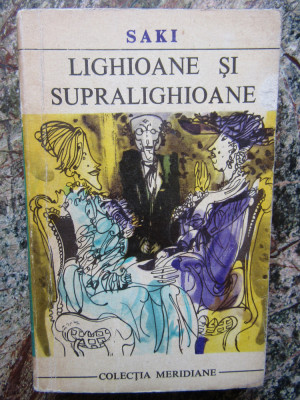 SAKI
LIGHIOANE ȘI
SUPRALIGHIOANE
COLECȚIA MERIDIANE